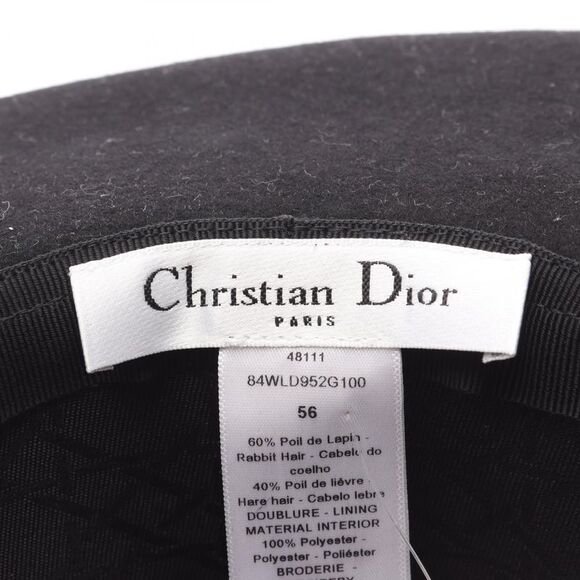 Christian Dior
PARIS
48111
84WLD952G100
56
60% Poil de Lapin -
Rabbit Hair - Cabelo do
coelho
40% Poil de lièvre -
Hare hair - Cabelo lebre
DOUBLURE - LINING
MATERIAL INTERIOR
100% Polyester -
Polyester - Poliéster
BRODERIE -